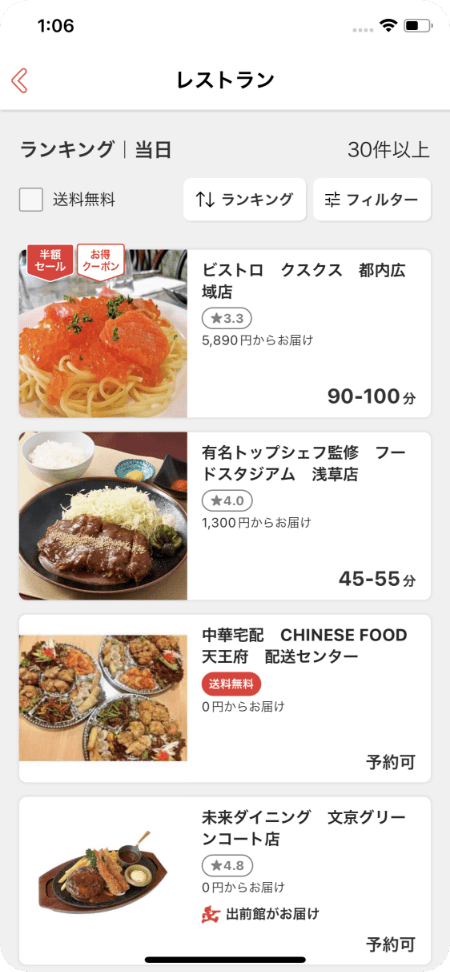 1:06
レストラン
ランキング｜当日
30件以上
送料無料
ランキング
フィルター
半額
セール
お得
クーポン
ビストロ　クスクス　都内広
域店
★3.3
5,890円からお届け
90-100分
有名トップシェフ監修　フー
ドスタジアム　浅草店
★4.0
1,300円からお届け
45-55分
中華宅配　CHINESE FOOD
天王府　配送センター
送料無料
0円からお届け
予約可
未来ダイニング　文京グリー
ンコート店
★4.8
0円からお届け
出前館がお届け
予約可